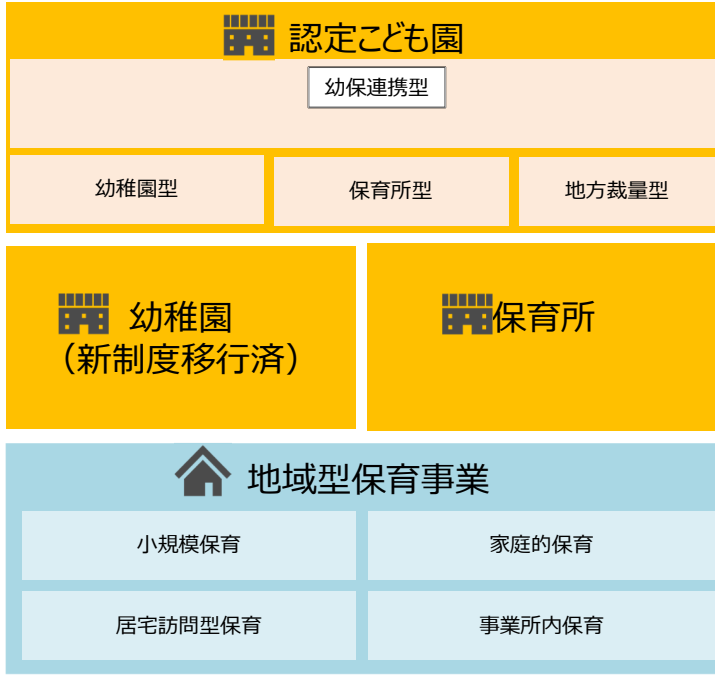 認定こども園
幼保連携型
幼稚園型
保育所型
地方裁量型
幼稚園
（新制度移行済）
保育所
地域型保育事業
小規模保育
家庭的保育
居宅訪問型保育
事業所内保育